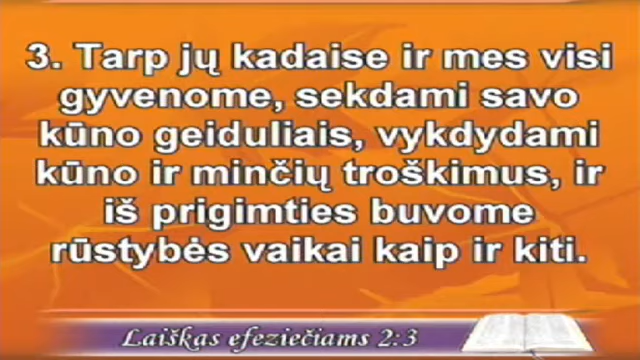 3. Tarp jų kadaise ir mes visi
gyvenome, sekdami savo
kūno geiduliais, vykdydami
kūno ir minčių troškimus, ir
iš prigimties buvome
rūstybės vaikai kaip ir kiti.
Laiškas efeziečiams 2:3